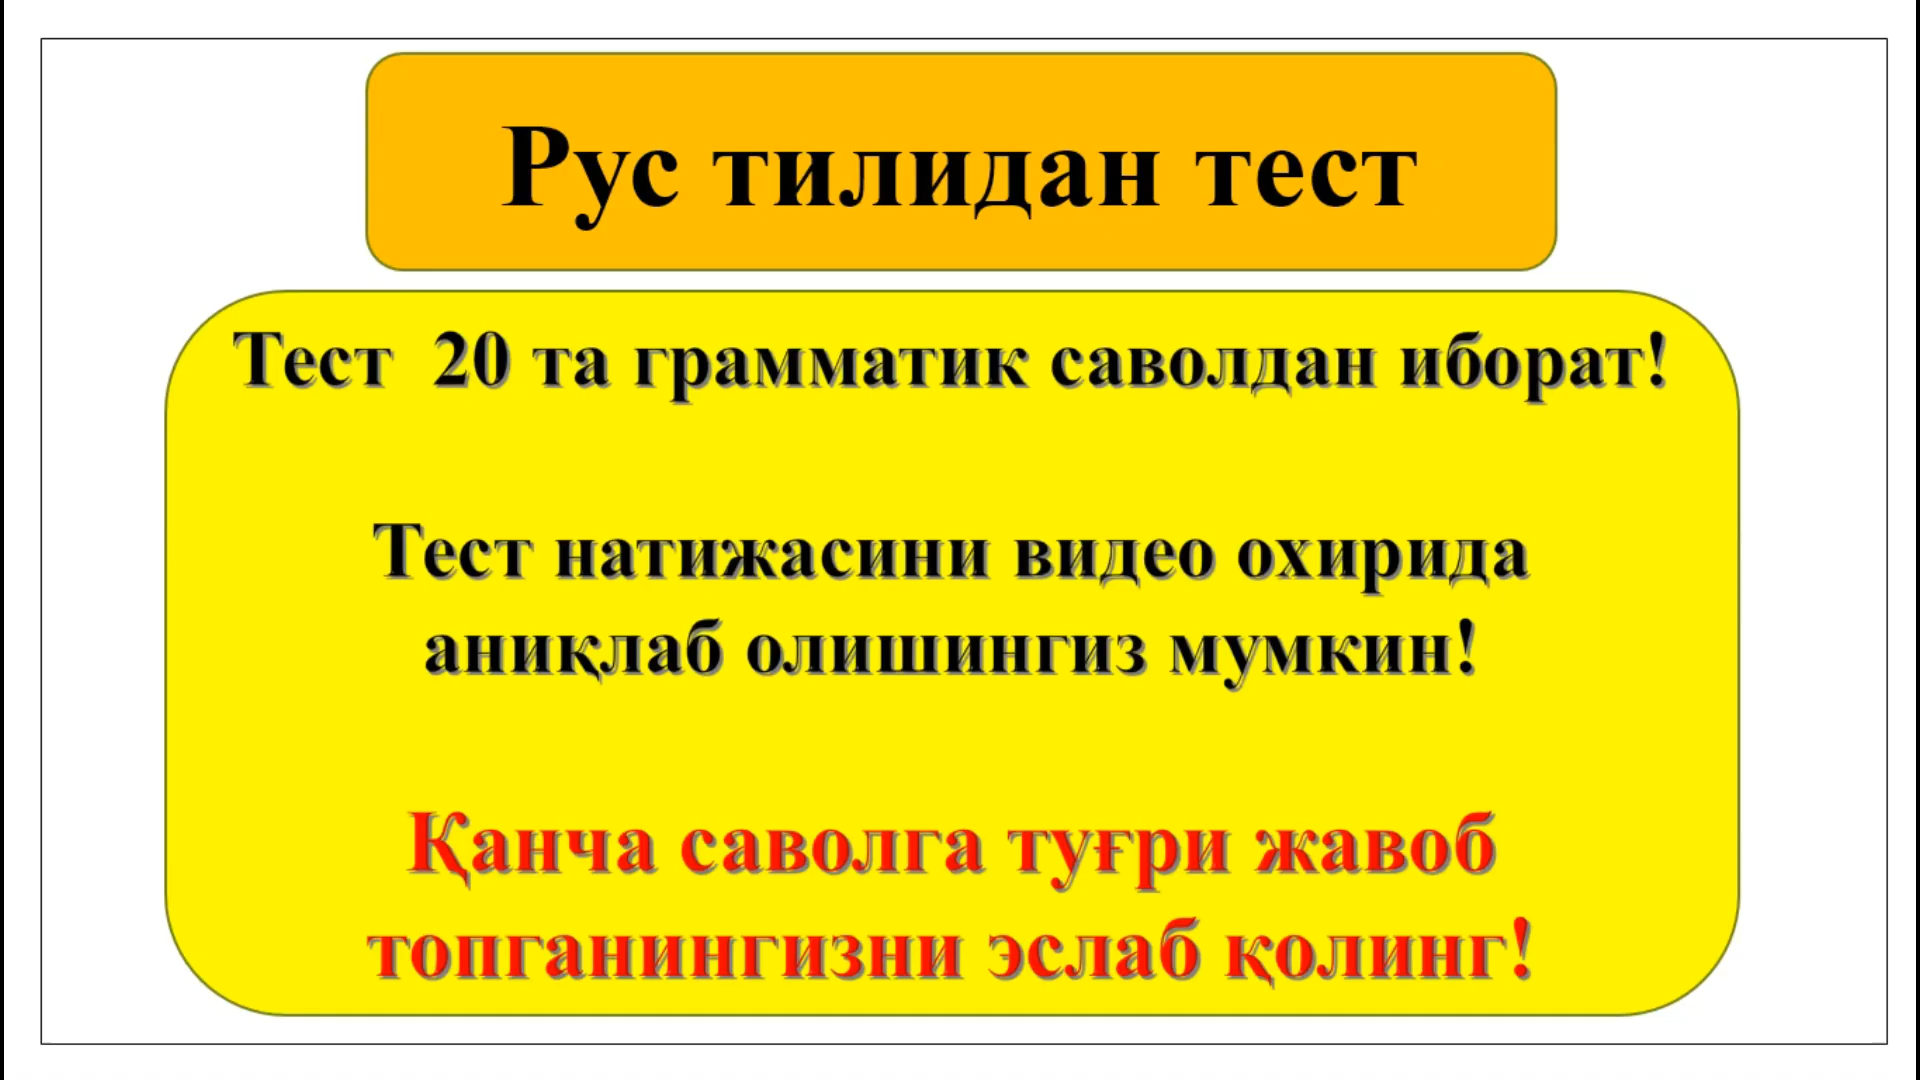 Рус тилидан тест
Тест 20 та грамматик саволдан иборат!
Тест натижасини видео охирида
аниқлаб олишингиз мумкин!
Қанча саволга туғри жавоб
топганингизни эслаб қолинг!